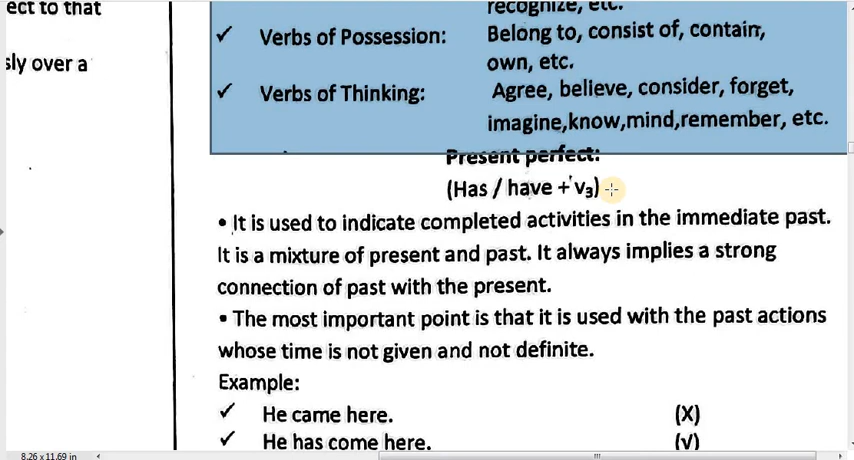 ect to that
sly over a
recognize, etc.
✓ Verbs of Possession: Belong to, consist of, contain,
own, etc.
✓ Verbs of Thinking: Agree, believe, consider, forget,
imagine,know,mind,remember, etc.
Present perfect:
(Has / have + v₃)
• It is used to indicate completed activities in the immediate past.
It is a mixture of present and past. It always implies a strong
connection of past with the present.
▪ The most important point is that it is used with the past actions
whose time is not given and not definite.
Example:
✓ He came here. (X)
✓ He has come here. (√)
8.26 x 11.69 in